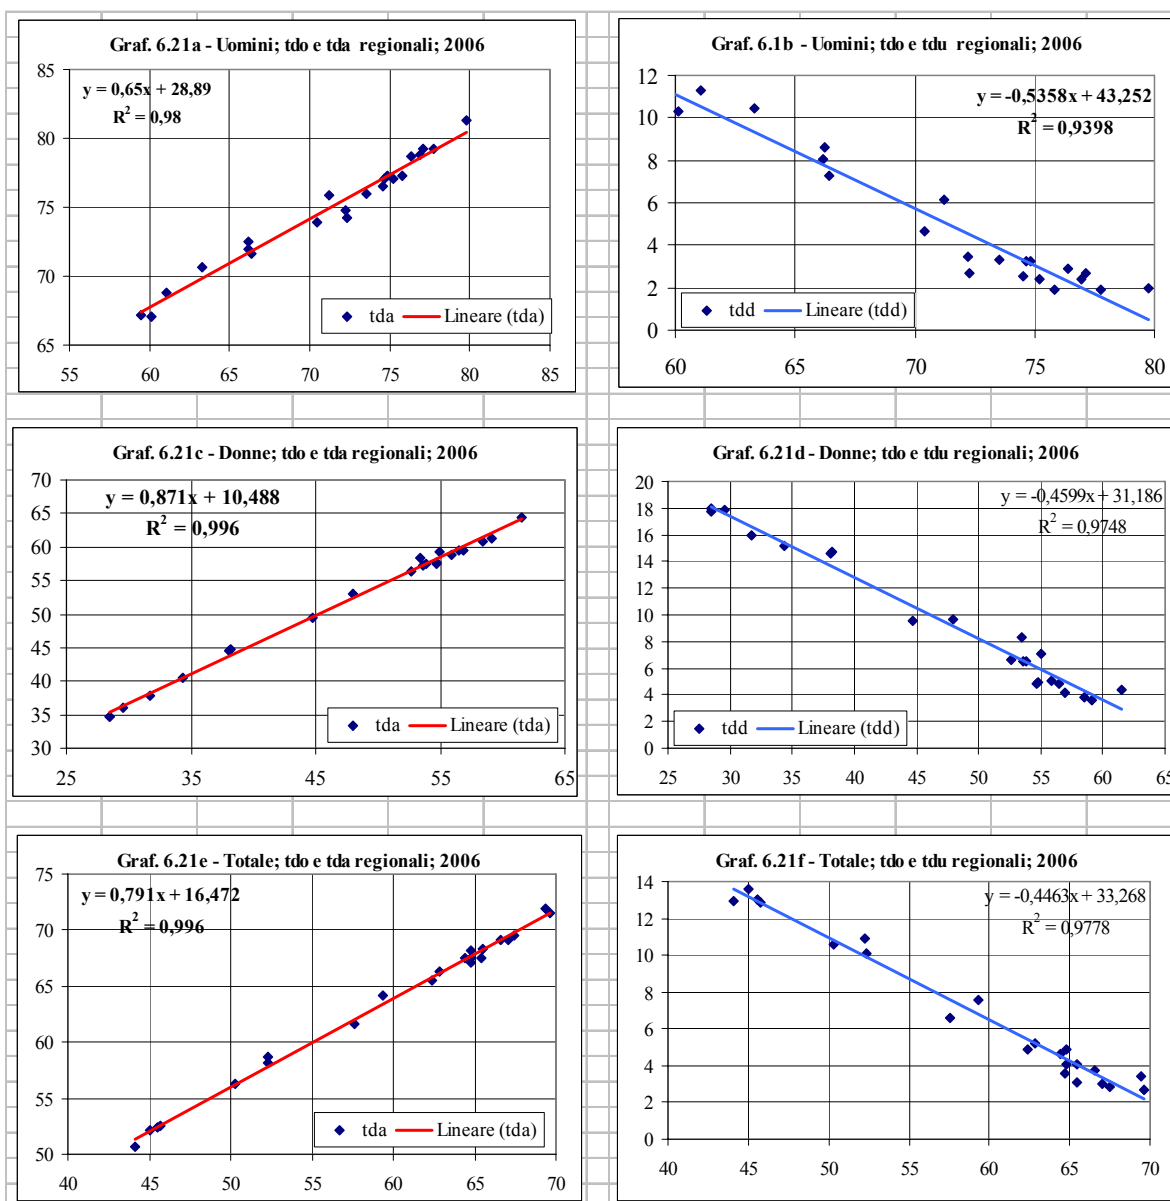 Graf. 6.21a - Uomini; tdo e tda regionali; 2006
y = 0,65x + 28,89
R² = 0,98
85
80
75
70
65
55 60 65 70 75 80 85
tda Lineare (tda)
Graf. 6.1b - Uomini; tdo e tdu regionali; 2006
y = -0,5358x + 43,252
R² = 0,9398
12
10
8
6
4
2
0
60 65 70 75 80
tdd Lineare (tdd)
Graf. 6.21c - Donne; tdo e tda regionali; 2006
y = 0,871x + 10,488
R² = 0,996
70
65
60
55
50
45
40
35
30
25 35 45 55 65
tda Lineare (tda)
Graf. 6.21d - Donne; tdo e tdu regionali; 2006
y = -0,4599x + 31,186
R² = 0,9748
20
18
16
14
12
10
8
6
4
2
0
25 30 35 40 45 50 55 60 65
tdd Lineare (tdd)
Graf. 6.21e - Totale; tdo e tda regionali; 2006
y = 0,791x + 16,472
R² = 0,996
75
70
65
60
55
50
40 45 50 55 60 65 70
tda Lineare (tda)
Graf. 6.21f - Totale; tdo e tdu regionali; 2006
y = -0,4463x + 33,268
R² = 0,9778
14
12
10
8
6
4
2
0
40 45 50 55 60 65 70